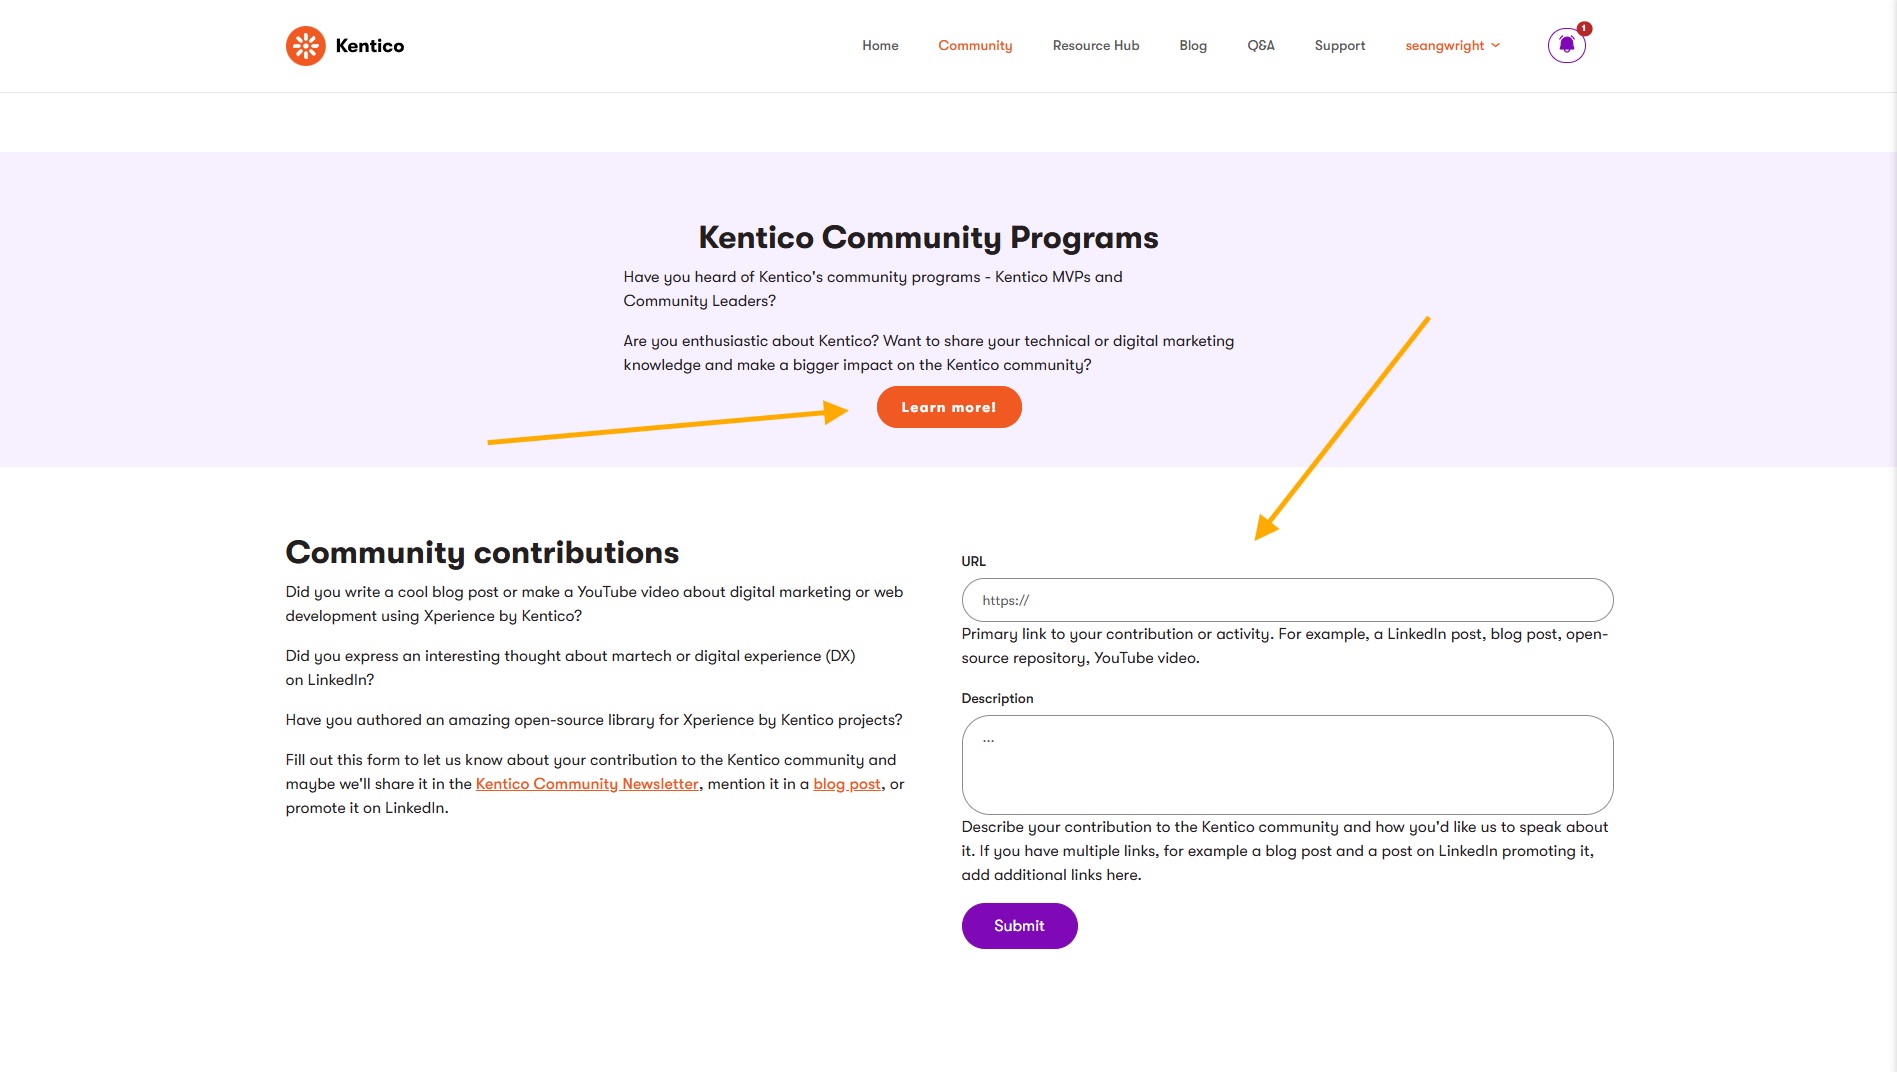 Kentico
Home
Community
Resource Hub
Blog
Q&A
Support
seangwright
1
Kentico Community Programs
Have you heard of Kentico's community programs - Kentico MVPs and
Community Leaders?
Are you enthusiastic about Kentico? Want to share your technical or digital marketing
knowledge and make a bigger impact on the Kentico community?
Learn more!
Community contributions
Did you write a cool blog post or make a YouTube video about digital marketing or web
development using Xperience by Kentico?
Did you express an interesting thought about martech or digital experience (DX)
on LinkedIn?
Have you authored an amazing open-source library for Xperience by Kentico projects?
Fill out this form to let us know about your contribution to the Kentico community and
maybe we'll share it in the Kentico Community Newsletter, mention it in a blog post, or
promote it on LinkedIn.
URL
https://
Primary link to your contribution or activity. For example, a LinkedIn post, blog post, open-
source repository, YouTube video.
Description
...
Describe your contribution to the Kentico community and how you'd like us to speak about
it. If you have multiple links, for example a blog post and a post on LinkedIn promoting it,
add additional links here.
Submit